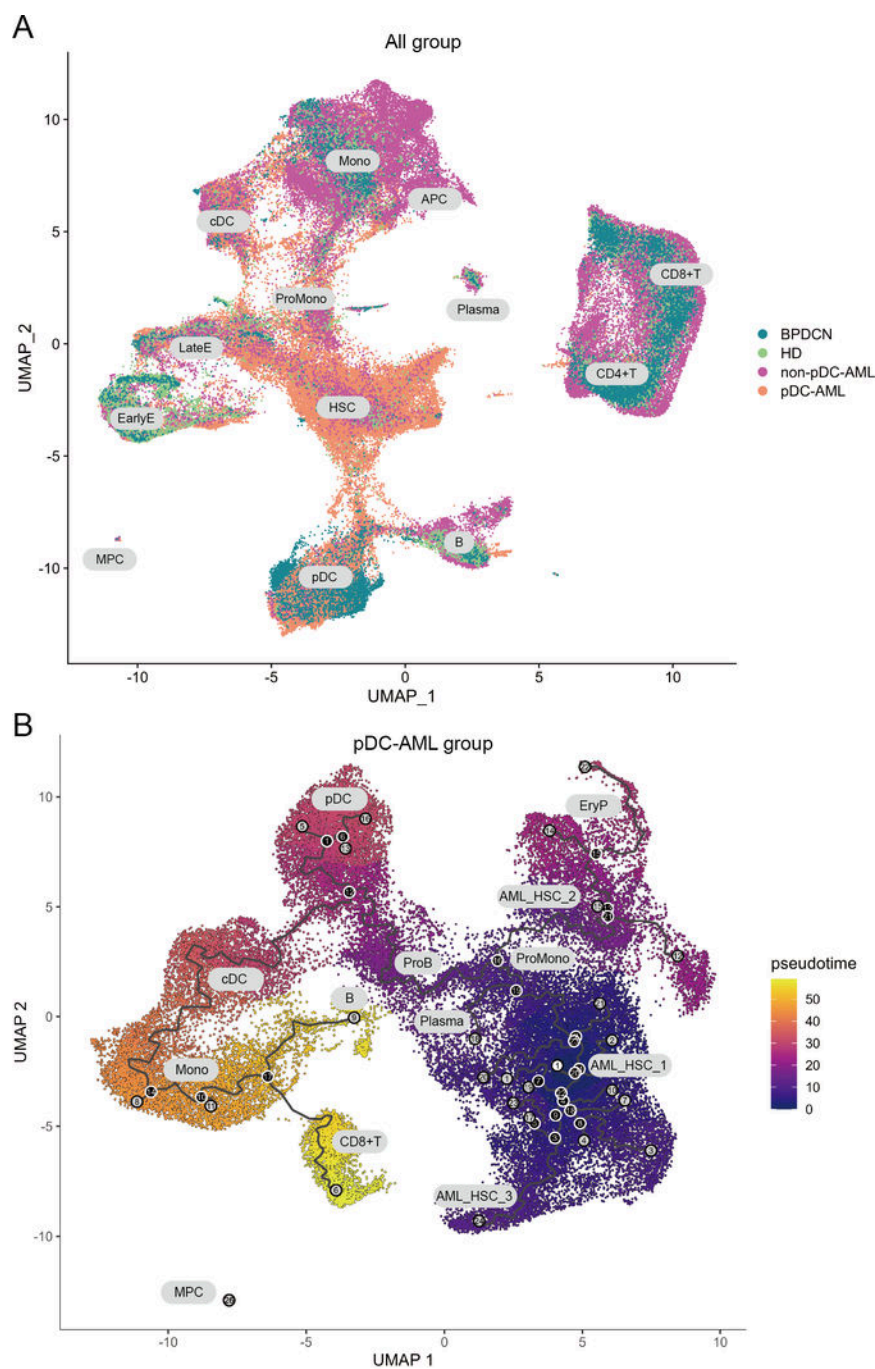 A
All group
10
5
0
-5
-10
UMAP_2
Mono
APC
cDC
ProMono
Plasma
CD8+T
LateE
CD4+T
HSC
EarlyE
B
MPC
pDC
BPDCN
HD
non-pDC-AML
pDC-AML
-10
-5
0
5
10
UMAP_1
B
pDC-AML group
10
5
0
-5
-10
UMAP 2
pDC
EryP
AML_HSC_2
ProB
ProMono
cDC
B
Plasma
Mono
AML_HSC_1
CD8+T
AML_HSC_3
MPC
pseudotime
50
40
30
20
10
0
-10
-5
0
5
10
UMAP 1